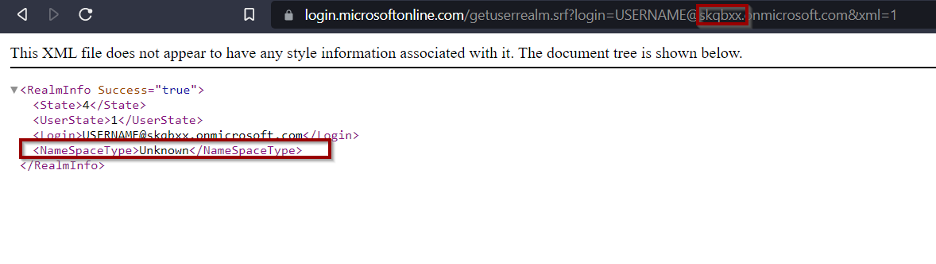 login.microsoftonline.com/getuserrealm.srf?login=USERNAME@skqbxx.onmicrosoft.com&xml=1
This XML file does not appear to have any style information associated with it. The document tree is shown below.
<RealmInfo Success="true">
<State>4</State>
<UserState>1</UserState>
<Login>USERNAME@skqbxx.onmicrosoft.com</Login>
<NameSpaceType>Unknown</NameSpaceType>
</RealmInfo>